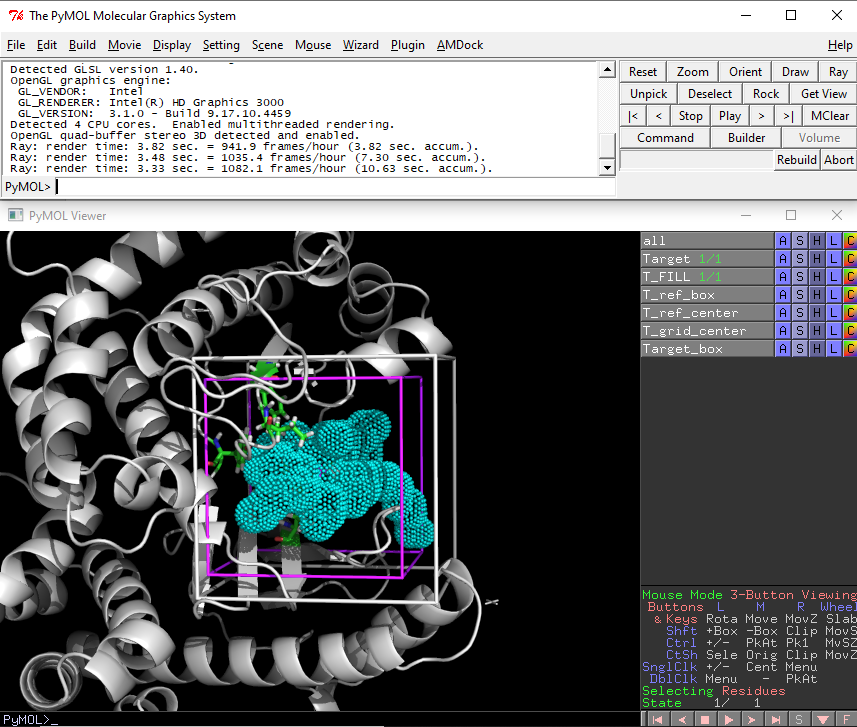 The PyMOL Molecular Graphics System
File Edit Build Movie Display Setting Scene Mouse Wizard Plugin AMDock Help
Detected GLSL version 1.40.
OpenGL graphics engine:
GL_VENDOR: Intel
GL_RENDERER: Intel(R) HD Graphics 3000
GL_VERSION: 3.1.0 - Build 9.17.10.4459
Detected 4 CPU cores. Enabled multithreaded rendering.
OpenGL quad-buffer stereo 3D detected and enabled.
Ray: render time: 3.82 sec. = 941.9 frames/hour (3.82 sec. accum.).
Ray: render time: 3.48 sec. = 1035.4 frames/hour (7.30 sec. accum.).
Ray: render time: 3.33 sec. = 1082.1 frames/hour (10.63 sec. accum.).
PyMOL>
Reset Zoom Orient Draw Ray
Unpick Deselect Rock Get View
|< < Stop Play > >| MClear
Command Builder Volume
Rebuild Abort
PyMOL Viewer
all A S H L C
Target 1/1 A S H L C
T_FILL 1/1 A S H L C
T_ref_box A S H L C
T_ref_center A S H L C
T_grid_center A S H L C
Target_box A S H L C
Mouse Mode 3-Button Viewing
Buttons L M R Wheel
& Keys Rota Move MovZ Slab
Shft +Box -Box Clip MovS
Ctrl +/- PkAt Pk1 MvSZ
CtSh Sele Orig Clip MovZ
SnglClk +/- Cent Menu
DblClk Menu - PkAt
Selecting Residues
State 1/ 1
PyMOL>_
S F